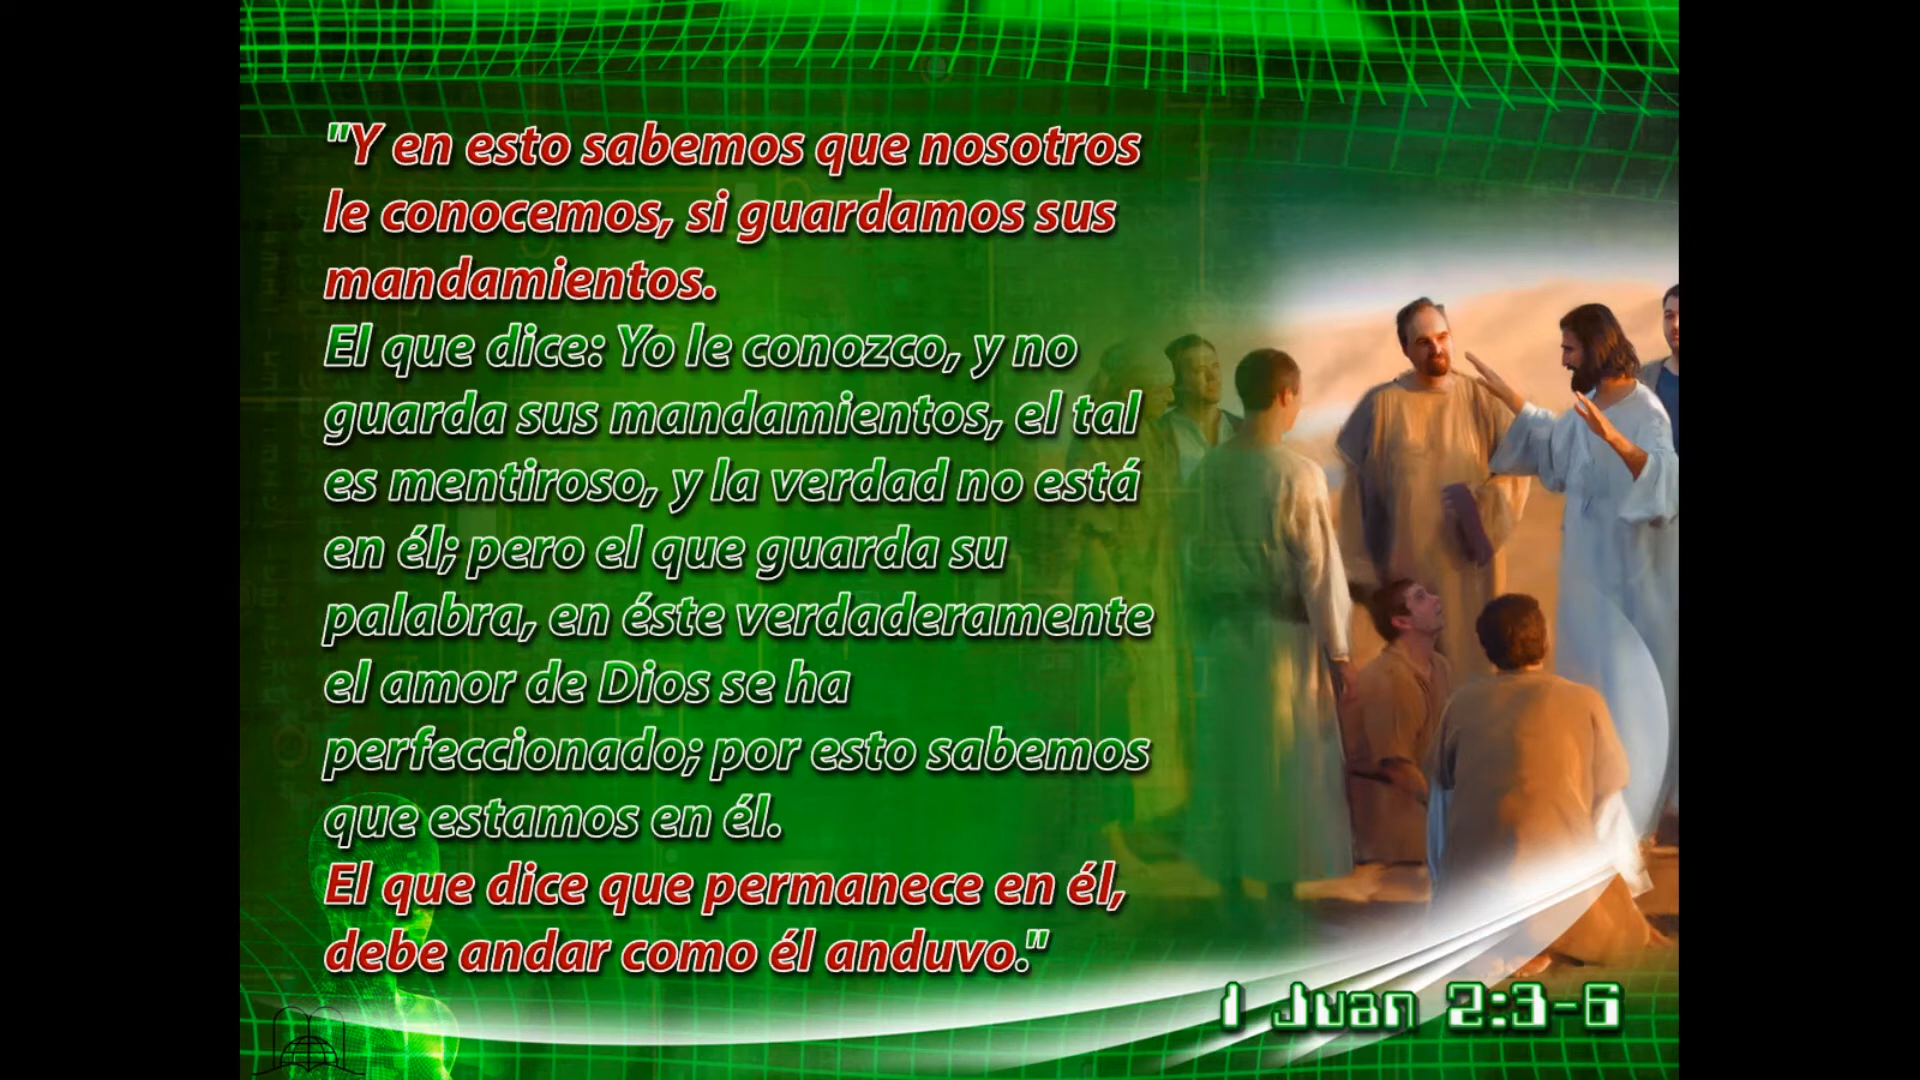 "Y en esto sabemos que nosotros
le conocemos, si guardamos sus
mandamientos.
El que dice: Yo le conozco, y no
guarda sus mandamientos, el tal
es mentiroso, y la verdad no está
en él; pero el que guarda su
palabra, en éste verdaderamente
el amor de Dios se ha
perfeccionado; por esto sabemos
que estamos en él.
El que dice que permanece en él,
debe andar como él anduvo."
1 Juan 2:3-6